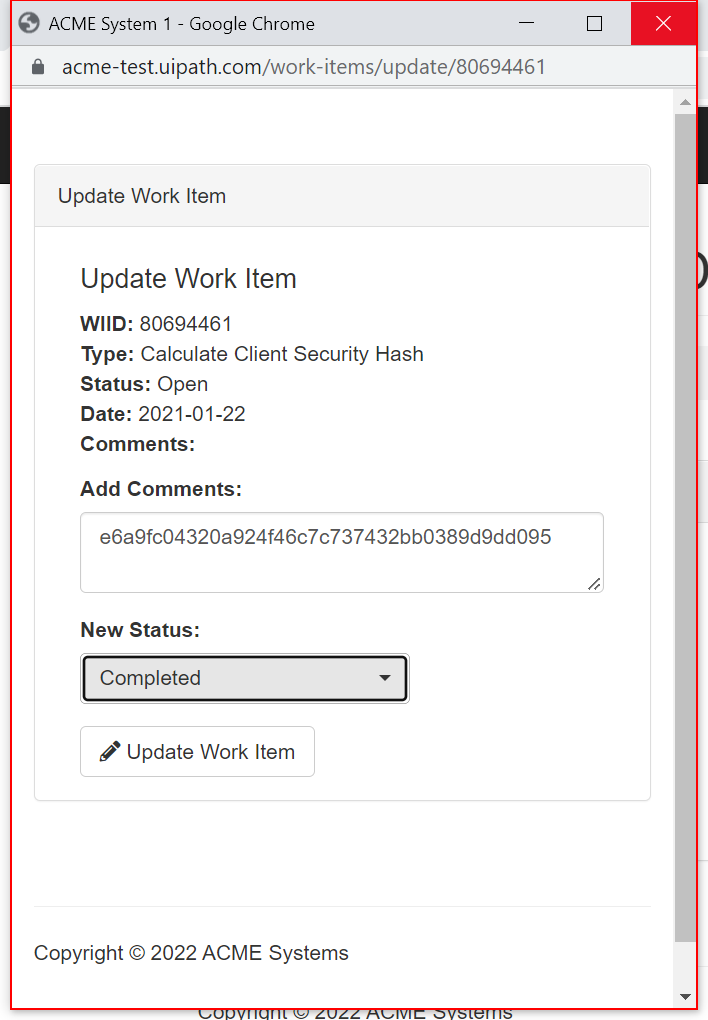 ACME System 1 - Google Chrome
acme-test.uipath.com/work-items/update/80694461
Update Work Item
Update Work Item
WIID: 80694461
Type: Calculate Client Security Hash
Status: Open
Date: 2021-01-22
Comments:
Add Comments:
e6a9fc04320a924f46c7c737432bb0389d9dd095
New Status:
Completed
Update Work Item
Copyright © 2022 ACME Systems
Copyright © 2022 ACME Systems